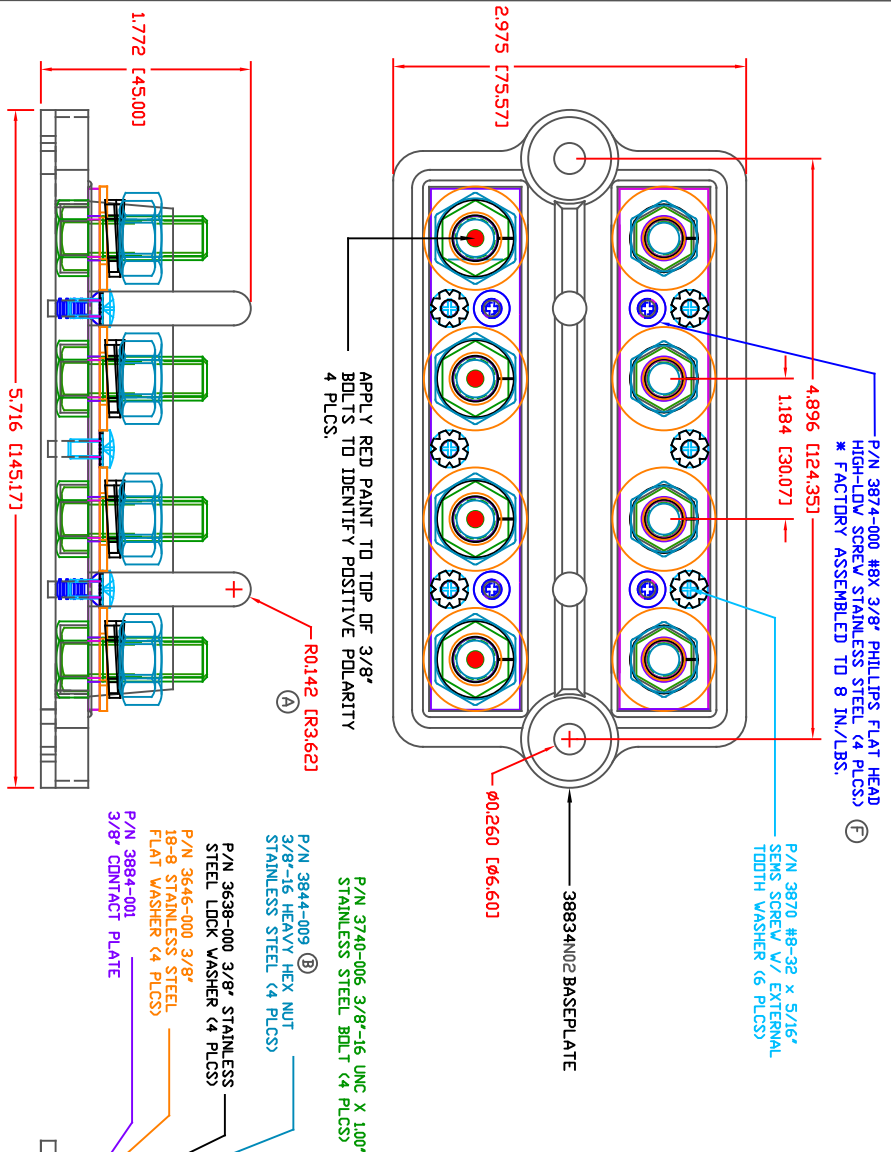 P/N 3874-000 #8X 3/8" PHILLIPS FLAT HEAD
HIGH-LOW SCREW STAINLESS STEEL (4 PLCS.)
* FACTORY ASSEMBLED TO 8 IN./LBS.
F
P/N 3870 #8-32 x 5/16"
SEMS SCREW W/ EXTERNAL
TOOTH WASHER (6 PLCS)
4.896 [124.35]
1.184 [30.07]
2.975 [75.57]
Ø0.260 [Ø6.60]
38834N02 BASEPLATE
APPLY RED PAINT TO TOP OF 3/8"
BOLTS TO IDENTIFY POSITIVE POLARITY
4 PLCS.
1.772 [45.00]
R0.142 [R3.62]
A
5.716 [145.17]
P/N 3740-006 3/8"-16 UNC X 1.00"
STAINLESS STEEL BOLT (4 PLCS)
P/N 3844-009 B
3/8"-16 HEAVY HEX NUT
STAINLESS STEEL (4 PLCS)
P/N 3638-000 3/8" STAINLESS
STEEL LOCK WASHER (4 PLCS)
P/N 3646-000 3/8"
18-8 STAINLESS STEEL
FLAT WASHER (4 PLCS)
P/N 3884-001
3/8" CONTACT PLATE